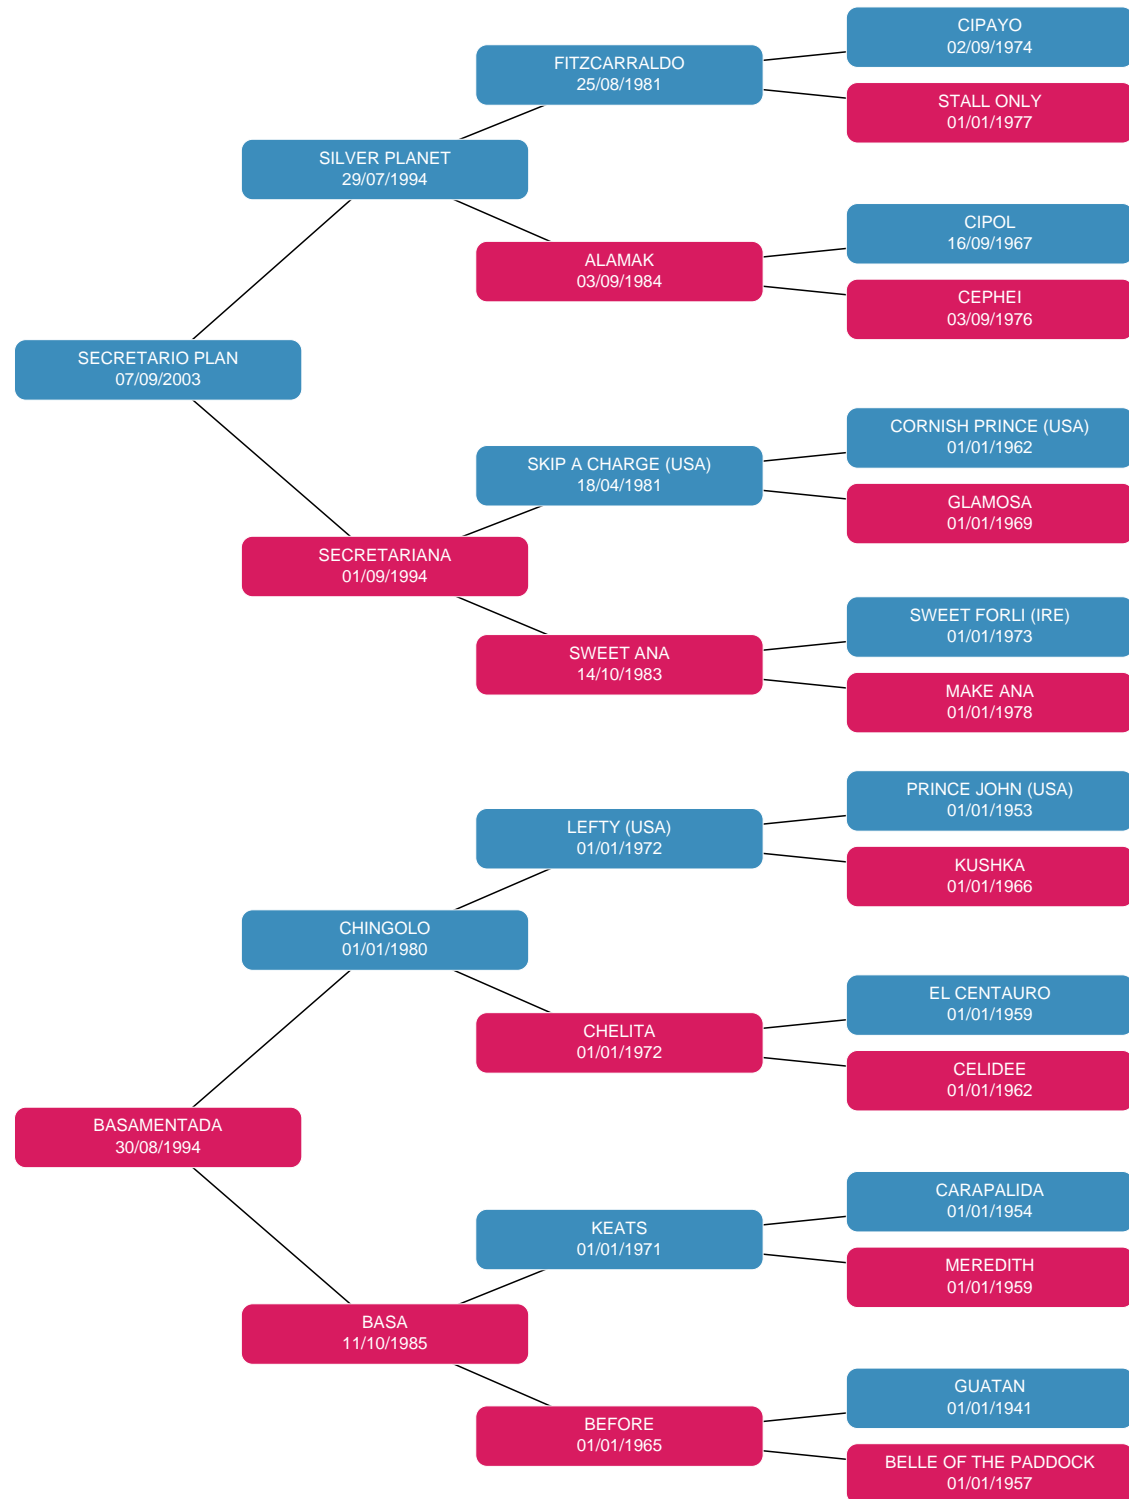 CIPAYO
02/09/1974
FITZCARRALDO
25/08/1981
STALL ONLY
01/01/1977
SILVER PLANET
29/07/1994
CIPOL
16/09/1967
ALAMAK
03/09/1984
CEPHEI
03/09/1976
SECRETARIO PLAN
07/09/2003
CORNISH PRINCE (USA)
01/01/1962
SKIP A CHARGE (USA)
18/04/1981
GLAMOSA
01/01/1969
SECRETARIANA
01/09/1994
SWEET FORLI (IRE)
01/01/1973
SWEET ANA
14/10/1983
MAKE ANA
01/01/1978
PRINCE JOHN (USA)
01/01/1953
LEFTY (USA)
01/01/1972
KUSHKA
01/01/1966
CHINGOLO
01/01/1980
EL CENTAURO
01/01/1959
CHELITA
01/01/1972
CELIDEE
01/01/1962
BASAMENTADA
30/08/1994
CARAPALIDA
01/01/1954
KEATS
01/01/1971
MEREDITH
01/01/1959
BASA
11/10/1985
GUATAN
01/01/1941
BEFORE
01/01/1965
BELLE OF THE PADDOCK
01/01/1957